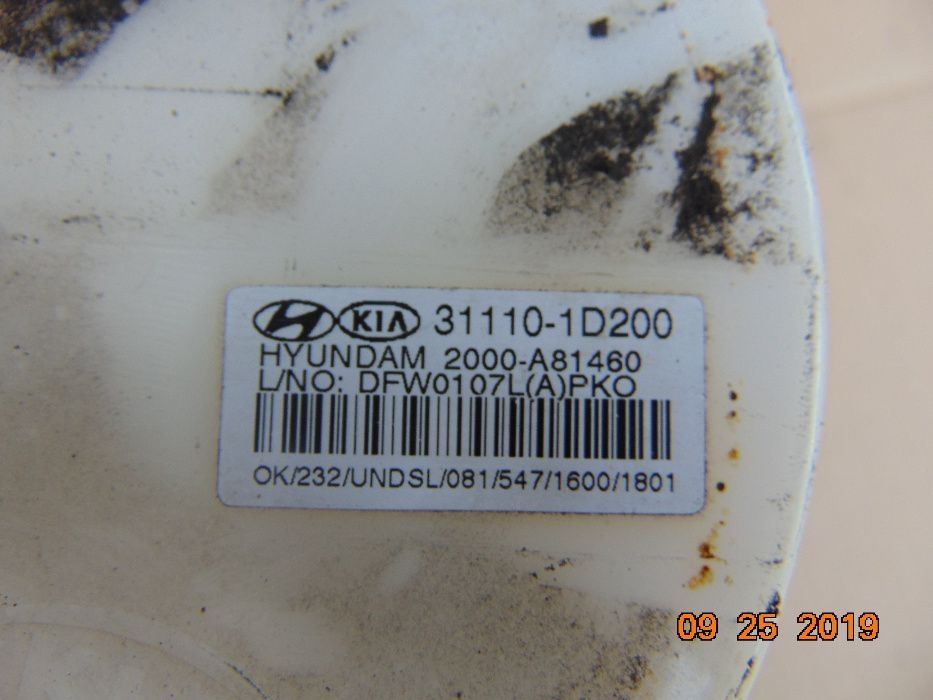 KIA 31110-1D200
HYUNDAM 2000-A81460
L/NO: DFW0107L(A)PKO
OK/232/UNDSL/081/547/1600/1801
09 25 2019